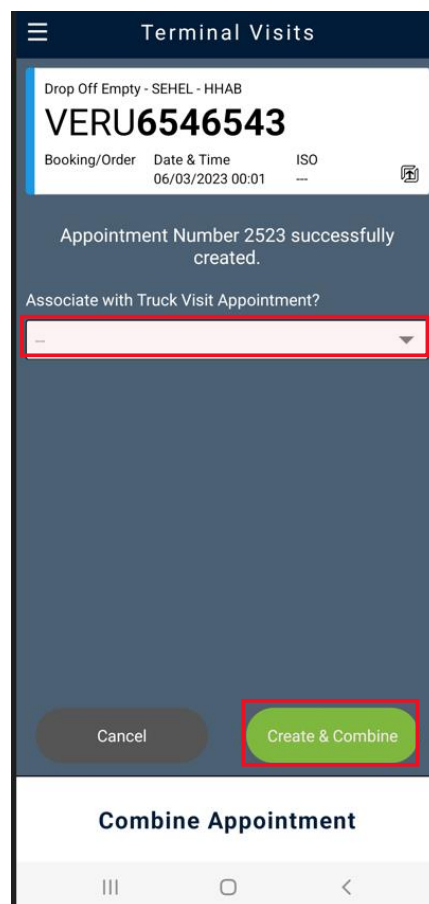 Terminal Visits
Drop Off Empty - SEHEL - HHAB
VERU6546543
Booking/Order Date & Time ISO
06/03/2023 00:01 ---
Appointment Number 2523 successfully
created.
Associate with Truck Visit Appointment?
--
Cancel Create & Combine
Combine Appointment